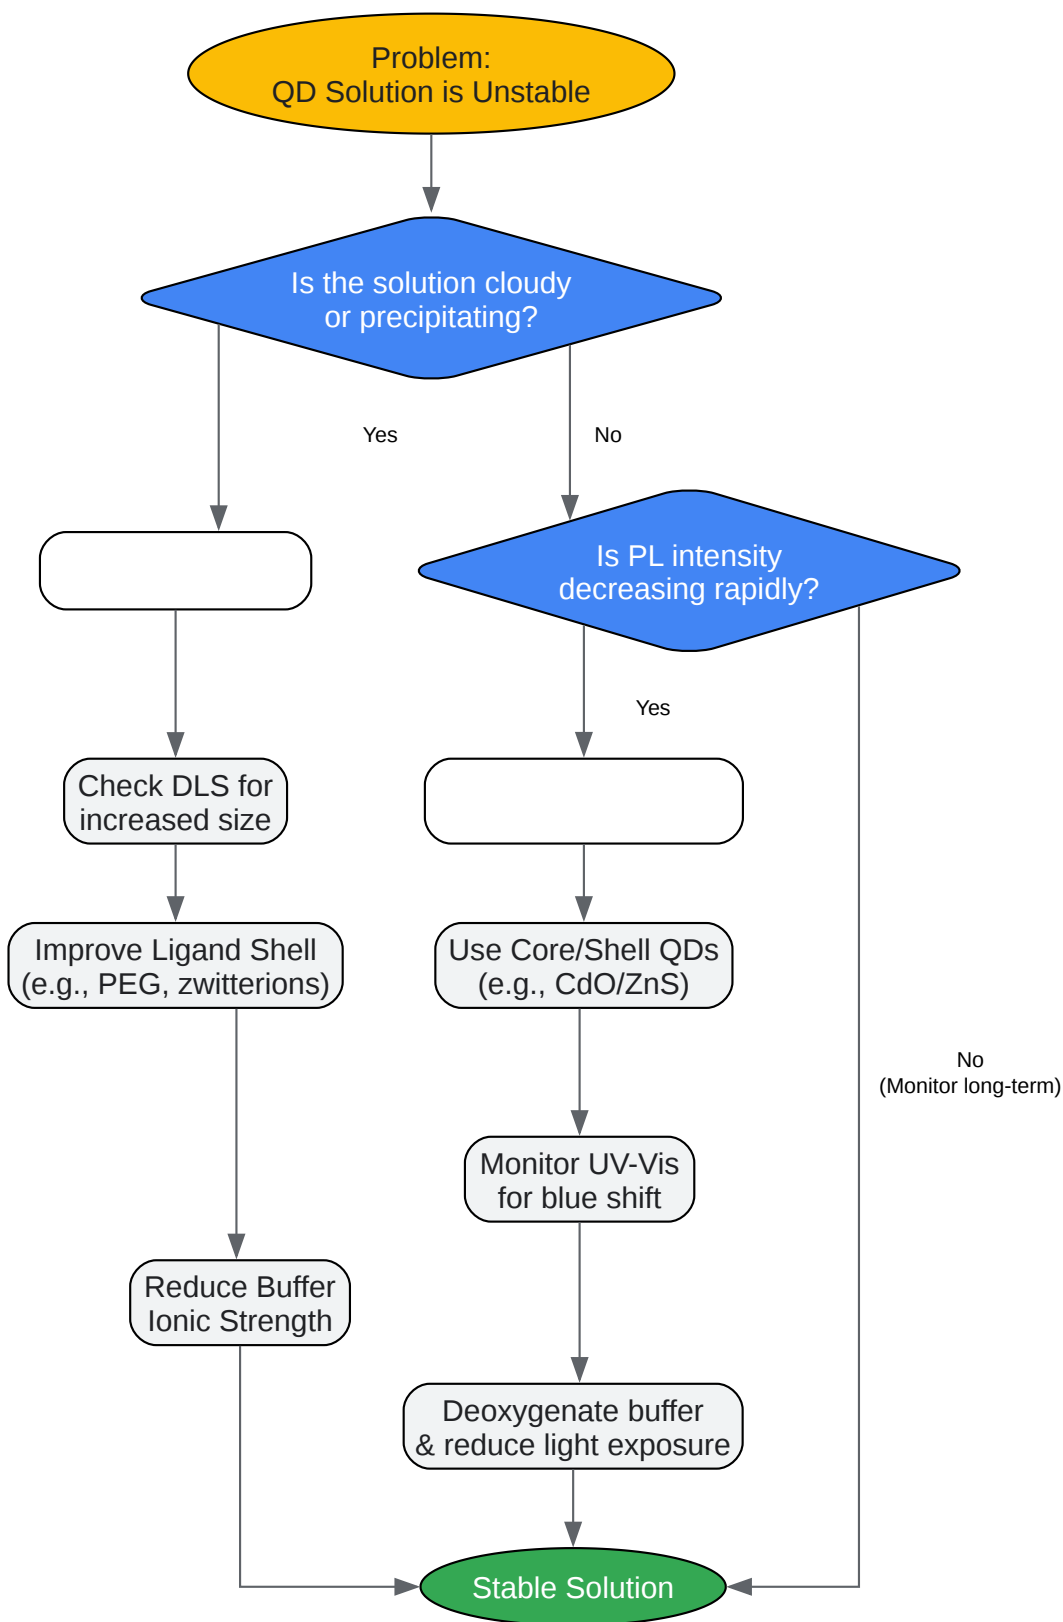 Problem:
QD Solution is Unstable
Is the solution cloudy
or precipitating?
Yes
No
Is PL intensity
decreasing rapidly?
Yes
Check DLS for
increased size
Improve Ligand Shell
(e.g., PEG, zwitterions)
Use Core/Shell QDs
(e.g., CdO/ZnS)
No
(Monitor long-term)
Monitor UV-Vis
for blue shift
Reduce Buffer
Ionic Strength
Deoxygenate buffer
& reduce light exposure
Stable Solution